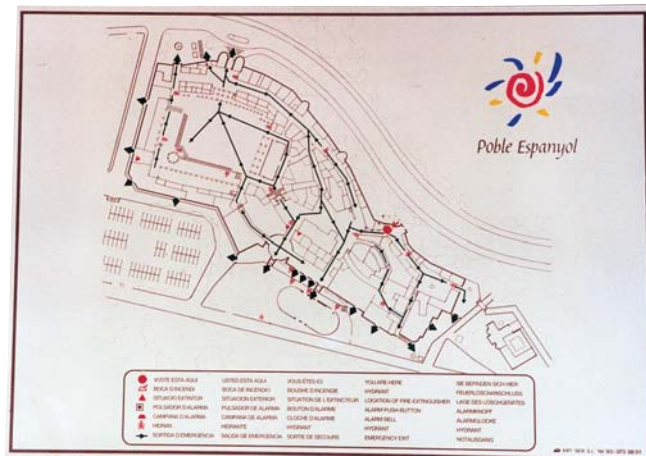 Poble Espanyol
VOSTE ESTA AQUI USTED ESTA AQUI VOUS ÊTES ICI YOU ARE HERE SIE BEFINDEN SICH HIER
BOCA D'INCENDI BOCA DE INCENDIO BOUCHE D'INCENDIE HYDRANT FEUERLÖSCHANSCHLUSS
SITUACIO EXTINTOR SITUACION EXTERIOR SITUATION DE L'EXTINCTEUR LOCATION OF FIRE EXTINGUISHER LAGE DES LÖSCHGERÄTES
PULSADOR D'ALARMA PULSADOR DE ALARMA BOUTON D'ALARME ALARM PUSH-BUTTON ALARMKNOPF
CAMPANA D'ALARMA CAMPANA DE ALARMA CLOCHE D'ALARME ALARM BELL ALARMGLOCKE
HIDRAN HIDRANTE HYDRANT HYDRANT HYDRANT
SORTIDA D'EMERGENCIA SALIDA DE EMERGENCIA SORTIE DE SECOURS EMERGENCY EXIT NOTAUSGANG